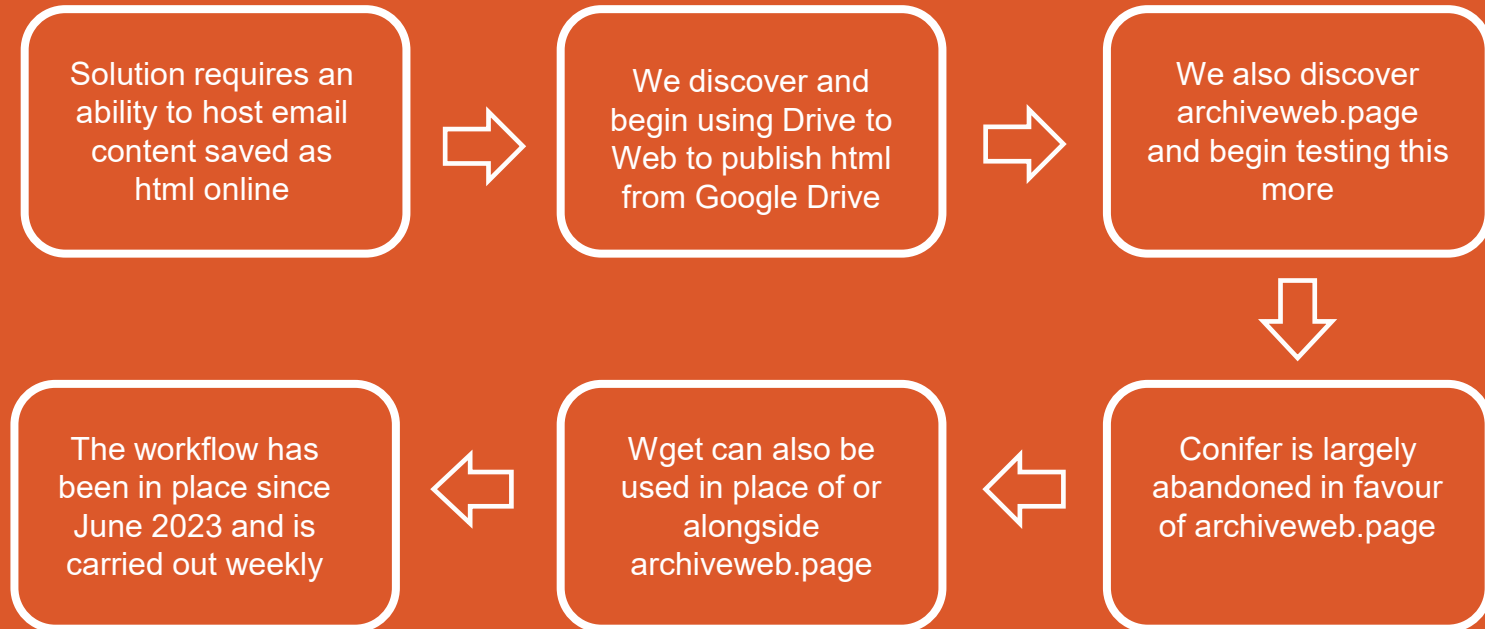 Solution requires an
ability to host email
content saved as
html online
We discover and
begin using Drive to
Web to publish html
from Google Drive
We also discover
archiveweb.page
and begin testing this
more
Conifer is largely
abandoned in favour
of archiveweb.page
Wget can also be
used in place of or
alongside
archiveweb.page
The workflow has
been in place since
June 2023 and is
carried out weekly